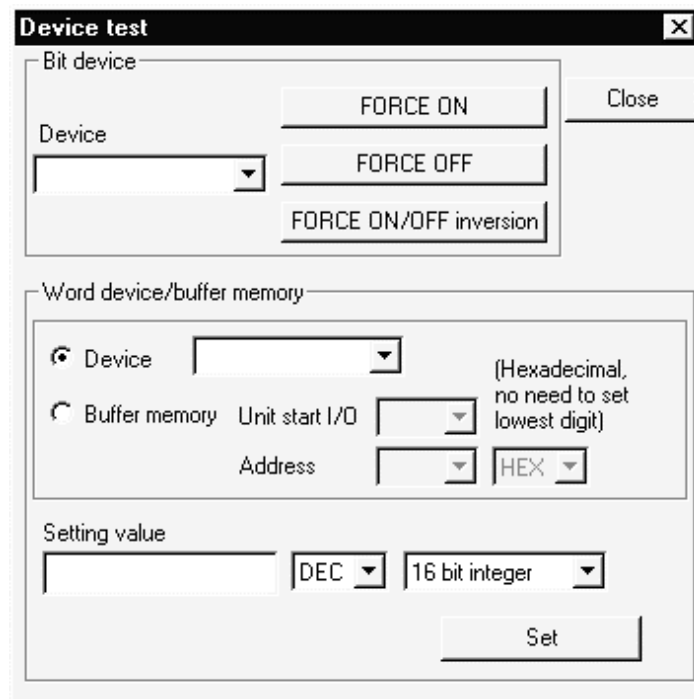 Device test
Bit device
FORCE ON
Close
Device
FORCE OFF
FORCE ON/OFF inversion
Word device/buffer memory
Device
(Hexadecimal,
no need to set
lowest digit)
Buffer memory Unit start I/O
Address HEX
Setting value
DEC 16 bit integer
Set